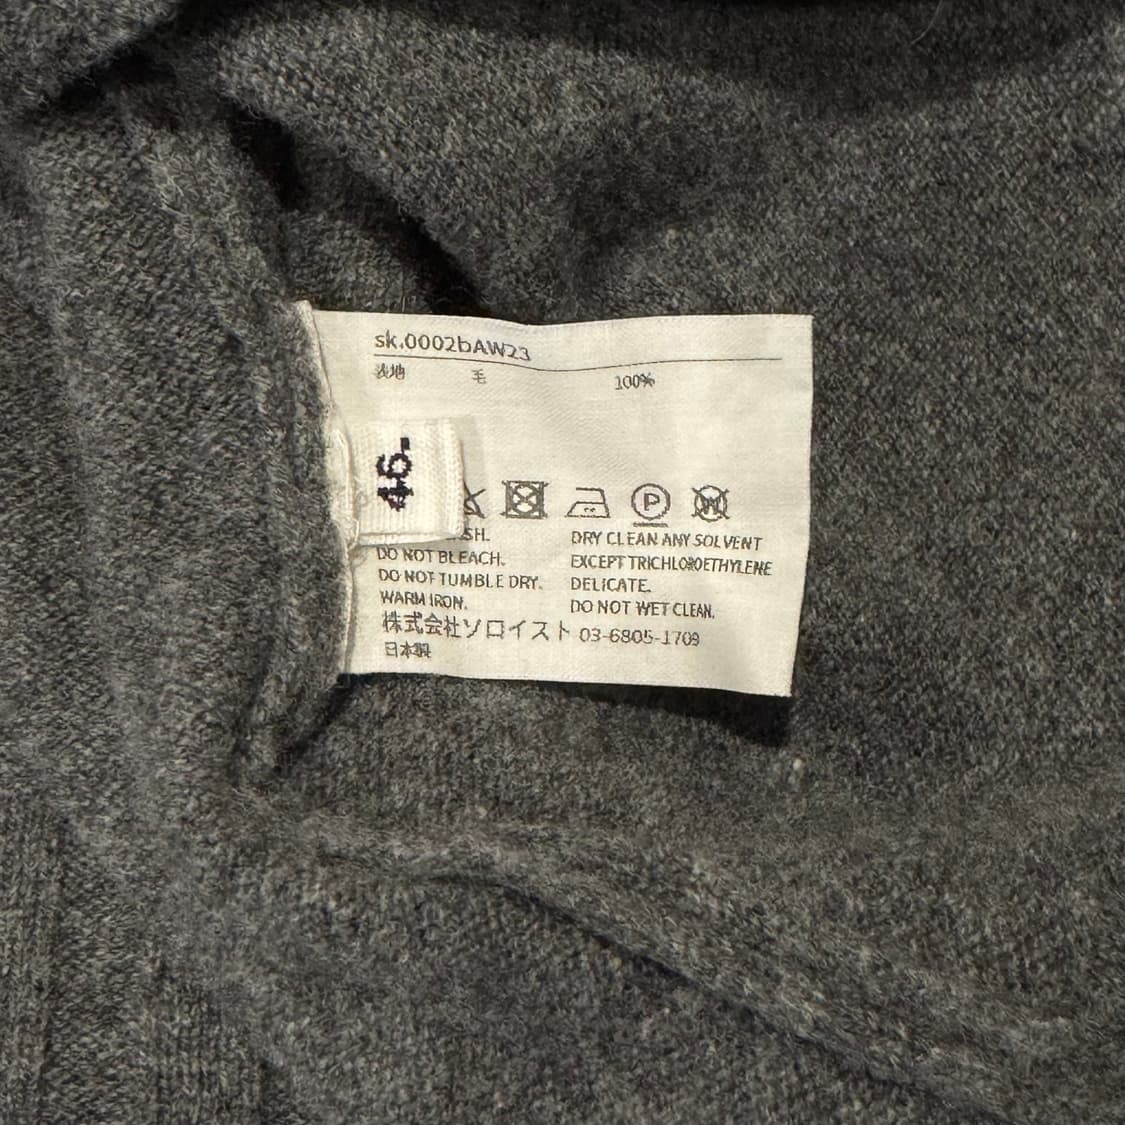 sk.0002bAW23
表地 毛 100%
46.
SH.
DO NOT BLEACH.
DO NOT TUMBLE DRY.
WARM IRON.
DRY CLEAN ANY SOLVENT
EXCEPT TRICHLOROETHYLENE
DELICATE.
DO NOT WET CLEAN.
株式会社ソロイスト 03-6805-1709
日本製